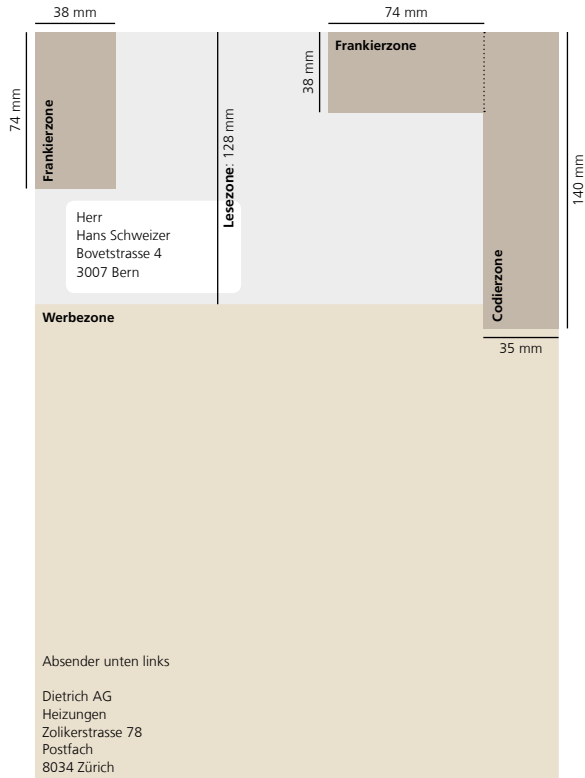 38 mm
74 mm
74 mm
Frankierzone
38 mm
Frankierzone
Lesezone: 128 mm
140 mm
Codierzone
35 mm
Herr
Hans Schweizer
Bovetstrasse 4
3007 Bern
Werbezone
Absender unten links
Dietrich AG
Heizungen
Zolikerstrasse 78
Postfach
8034 Zürich